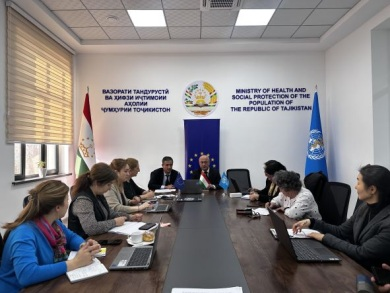 ВАЗОРАТИ ТАНДУРУСТӢ
ВА ҲИФЗИ ИҶТИМОИИ
АҲОЛИИ
ҶУМҲУРИИ ТОҶИКИСТОН
MINISTRY OF HEALTH AND
SOCIAL PROTECTION OF THE
POPULATION OF
THE REPUBLIC OF TAJIKISTAN